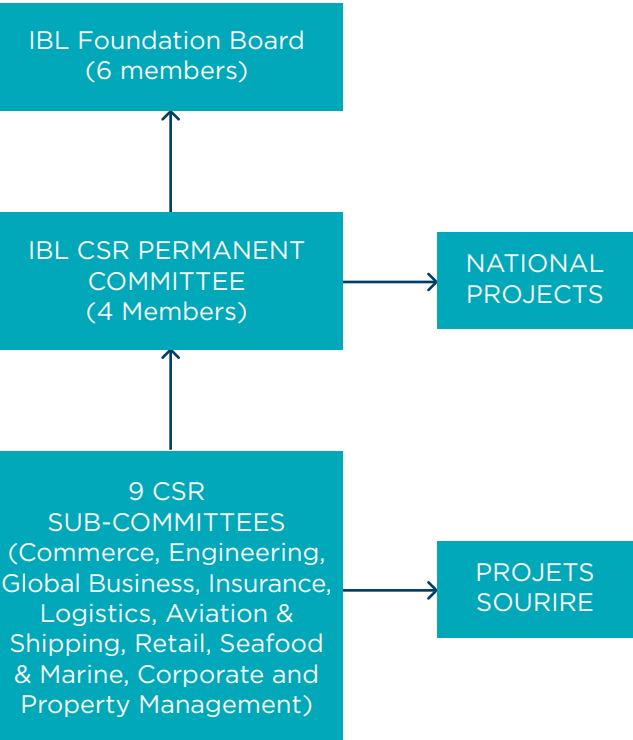 IBL Foundation Board
(6 members)
IBL CSR PERMANENT
COMMITTEE
(4 Members)
NATIONAL
PROJECTS
9 CSR
SUB-COMMITTEES
(Commerce, Engineering,
Global Business, Insurance,
Logistics, Aviation &
Shipping, Retail, Seafood
& Marine, Corporate and
Property Management)
PROJETS
SOURIRE